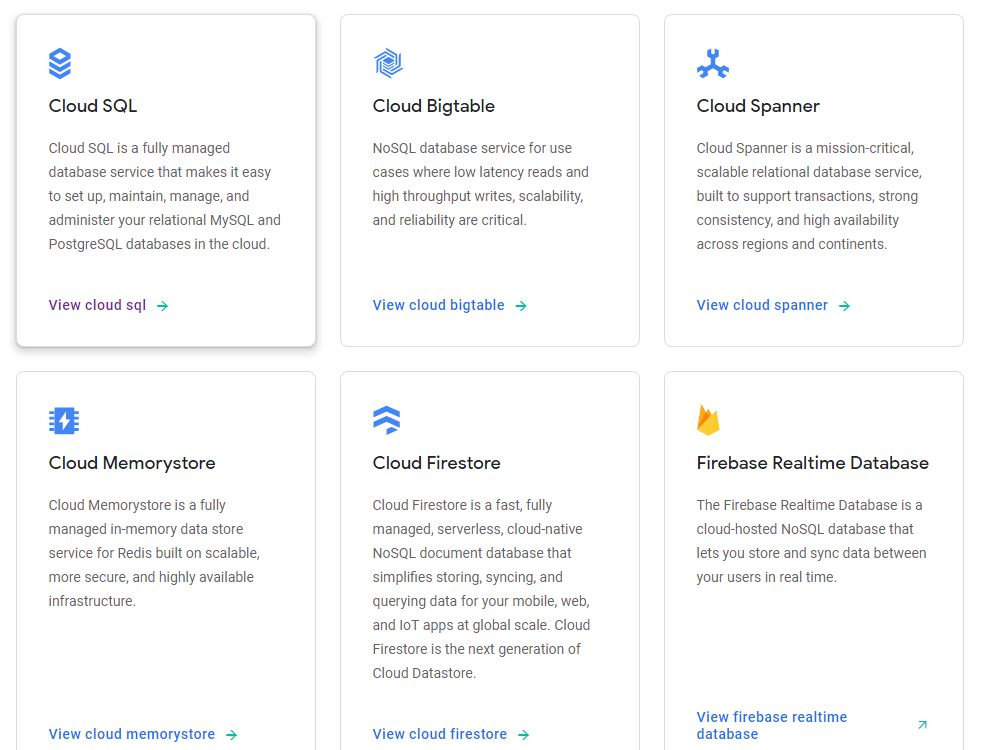 Cloud SQL
Cloud SQL is a fully managed
database service that makes it easy
to set up, maintain, manage, and
administer your relational MySQL and
PostgreSQL databases in the cloud.
View cloud sql
Cloud Bigtable
NoSQL database service for use
cases where low latency reads and
high throughput writes, scalability,
and reliability are critical.
View cloud bigtable
Cloud Spanner
Cloud Spanner is a mission-critical,
scalable relational database service,
built to support transactions, strong
consistency, and high availability
across regions and continents.
View cloud spanner
Cloud Memorystore
Cloud Memorystore is a fully
managed in-memory data store
service for Redis built on scalable,
more secure, and highly available
infrastructure.
View cloud memorystore
Cloud Firestore
Cloud Firestore is a fast, fully
managed, serverless, cloud-native
NoSQL document database that
simplifies storing, syncing, and
querying data for your mobile, web,
and IoT apps at global scale. Cloud
Firestore is the next generation of
Cloud Datastore.
View cloud firestore
Firebase Realtime Database
The Firebase Realtime Database is a
cloud-hosted NoSQL database that
lets you store and sync data between
your users in real time.
View firebase realtime
database